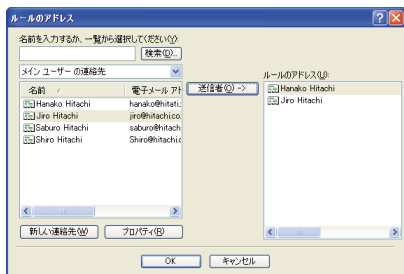 ルールのアドレス
名前を入力するか、一覧から選択してください(Y):
検索(D)...
メイン ユーザー の連絡先
送信者(O) ->
ルールのアドレス(U):
名前 電子メール アト
Hanako Hitachi hanako@hitati.
Jiro Hitachi jiro@hitachi.co.
Saburo Hitachi saburo@hitach
Shiro Hitachi Shiro@hitachi.c
Hanako Hitachi
Jiro Hitachi
新しい連絡先(W)
プロパティ(R)
OK
キャンセル